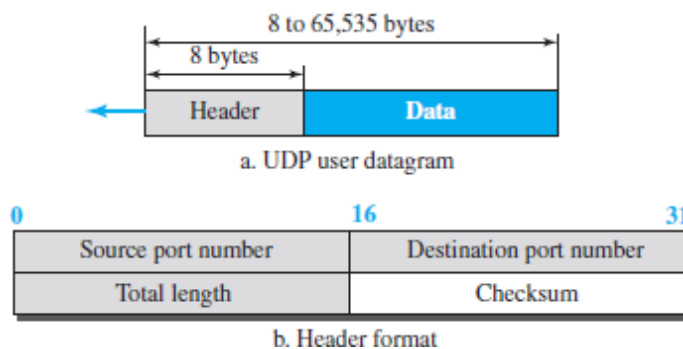 8 to 65,535 bytes
8 bytes
Header Data
a. UDP user datagram
0 16 31
Source port number Destination port number
Total length Checksum
b. Header format